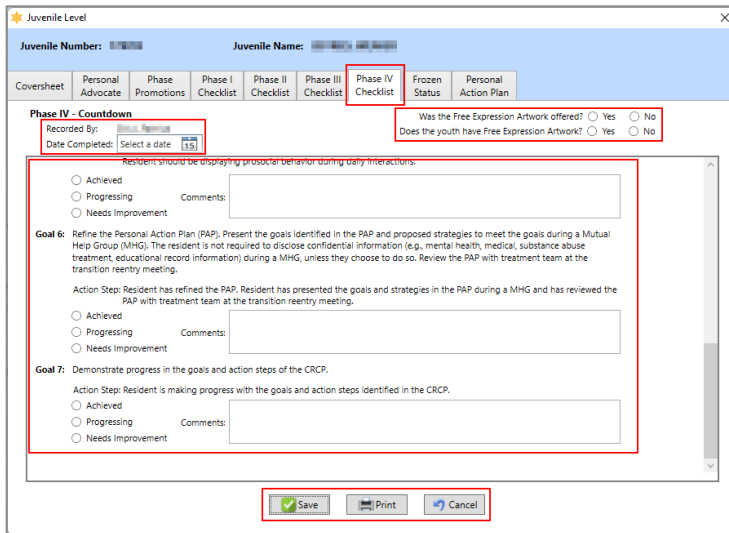 Juvenile Level
Juvenile Number:
Juvenile Name:
Coversheet
Personal Advocate
Phase Promotions
Phase I Checklist
Phase II Checklist
Phase III Checklist
Phase IV Checklist
Frozen Status
Personal Action Plan
Phase IV - Countdown
Was the Free Expression Artwork offered? Yes No
Recorded By:
Does the youth have Free Expression Artwork? Yes No
Date Completed: Select a date 15
Resident should be displaying prosocial behavior during daily interactions.
Achieved
Progressing Comments:
Needs Improvement
Goal 6: Refine the Personal Action Plan (PAP). Present the goals identified in the PAP and proposed strategies to meet the goals during a Mutual
Help Group (MHG). The resident is not required to disclose confidential information (e.g., mental health, medical, substance abuse
treatment, educational record information) during a MHG, unless they choose to do so. Review the PAP with treatment team at the
transition reentry meeting.
Action Step: Resident has refined the PAP. Resident has presented the goals and strategies in the PAP during a MHG and has reviewed the
PAP with treatment team at the transition reentry meeting.
Achieved
Progressing Comments:
Needs Improvement
Goal 7: Demonstrate progress in the goals and action steps of the CRCP.
Action Step: Resident is making progress with the goals and action steps identified in the CRCP.
Achieved
Progressing Comments:
Needs Improvement
Save Print Cancel